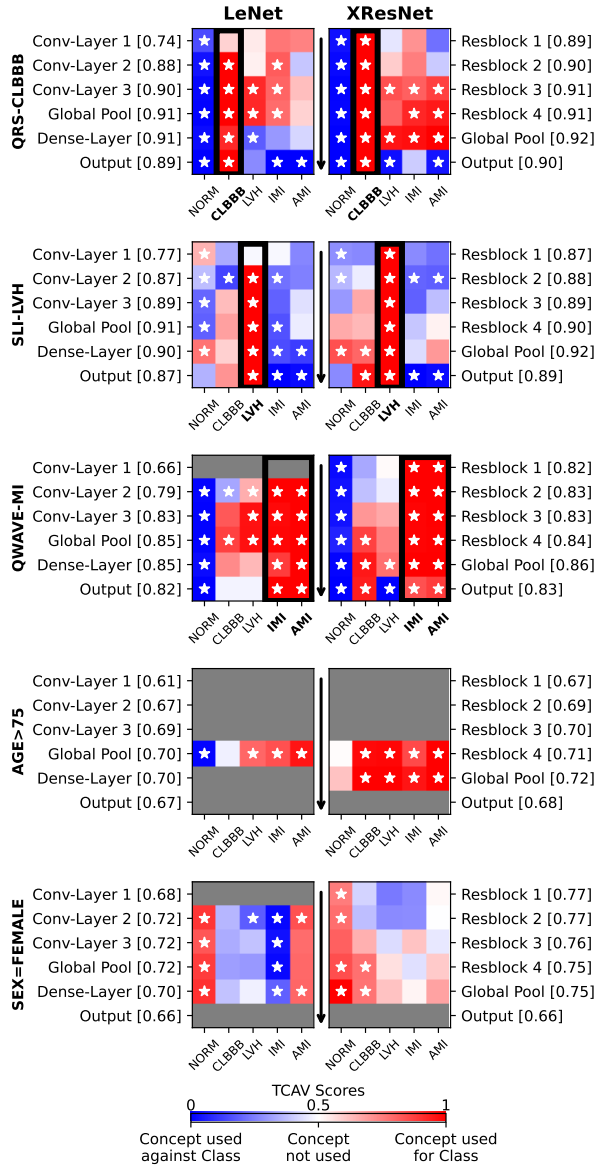 LeNet XResNet
QRS-CLBBB
Conv-Layer 1 [0.74] Resblock 1 [0.89]
Conv-Layer 2 [0.88] Resblock 2 [0.90]
Conv-Layer 3 [0.90] Resblock 3 [0.91]
Global Pool [0.91] Resblock 4 [0.91]
Dense-Layer [0.91] Global Pool [0.92]
Output [0.89] Output [0.90]
NORM CLBBB LVH IMI AMI NORM CLBBB LVH IMI AMI
SLI-LVH
Conv-Layer 1 [0.77] Resblock 1 [0.87]
Conv-Layer 2 [0.87] Resblock 2 [0.88]
Conv-Layer 3 [0.89] Resblock 3 [0.89]
Global Pool [0.91] Resblock 4 [0.90]
Dense-Layer [0.90] Global Pool [0.92]
Output [0.87] Output [0.89]
NORM CLBBB LVH IMI AMI NORM CLBBB LVH IMI AMI
QWAVE-MI
Conv-Layer 1 [0.66] Resblock 1 [0.82]
Conv-Layer 2 [0.79] Resblock 2 [0.83]
Conv-Layer 3 [0.83] Resblock 3 [0.83]
Global Pool [0.85] Resblock 4 [0.84]
Dense-Layer [0.85] Global Pool [0.86]
Output [0.82] Output [0.83]
NORM CLBBB LVH IMI AMI NORM CLBBB LVH IMI AMI
AGE>75
Conv-Layer 1 [0.61] Resblock 1 [0.67]
Conv-Layer 2 [0.67] Resblock 2 [0.69]
Conv-Layer 3 [0.69] Resblock 3 [0.70]
Global Pool [0.70] Resblock 4 [0.71]
Dense-Layer [0.70] Global Pool [0.72]
Output [0.67] Output [0.68]
NORM CLBBB LVH IMI AMI NORM CLBBB LVH IMI AMI
SEX=FEMALE
Conv-Layer 1 [0.68] Resblock 1 [0.77]
Conv-Layer 2 [0.72] Resblock 2 [0.77]
Conv-Layer 3 [0.72] Resblock 3 [0.76]
Global Pool [0.72] Resblock 4 [0.75]
Dense-Layer [0.70] Global Pool [0.75]
Output [0.66] Output [0.66]
NORM CLBBB LVH IMI AMI NORM CLBBB LVH IMI AMI
TCAV Scores
0 0.5 1
Concept used Concept Concept used
against Class not used for Class